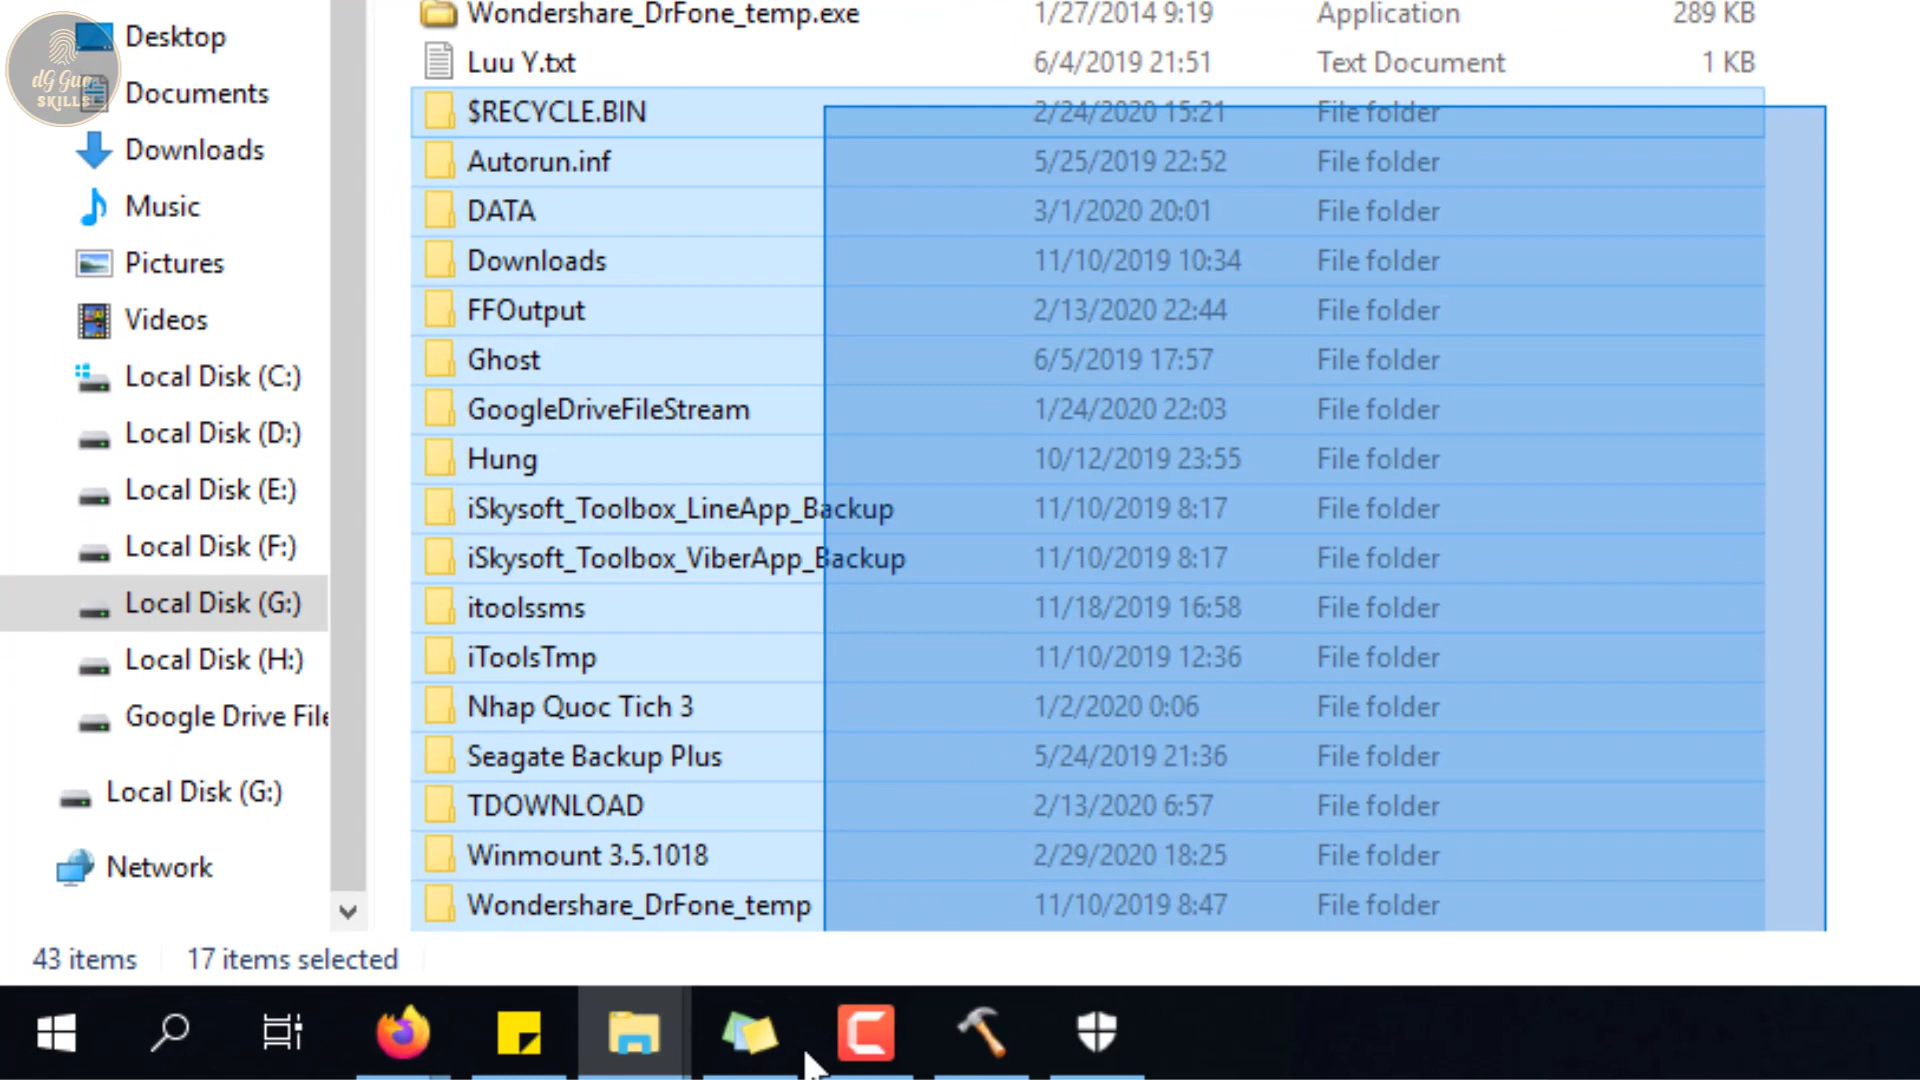 dG Guo
SKILLS
Desktop
Documents
Downloads
Music
Pictures
Videos
Local Disk (C:)
Local Disk (D:)
Local Disk (E:)
Local Disk (F:)
Local Disk (G:)
Local Disk (H:)
Google Drive File
Local Disk (G:)
Network
Wondershare_DrFone_temp.exe 1/27/2014 9:19 Application 289 KB
Luu Y.txt 6/4/2019 21:51 Text Document 1 KB
$RECYCLE.BIN 2/24/2020 15:21 File folder
Autorun.inf 5/25/2019 22:52 File folder
DATA 3/1/2020 20:01 File folder
Downloads 11/10/2019 10:34 File folder
FFOutput 2/13/2020 22:44 File folder
Ghost 6/5/2019 17:57 File folder
GoogleDriveFileStream 1/24/2020 22:03 File folder
Hung 10/12/2019 23:55 File folder
iSkysoft_Toolbox_LineApp_Backup 11/10/2019 8:17 File folder
iSkysoft_Toolbox_ViberApp_Backup 11/10/2019 8:17 File folder
itoolssms 11/18/2019 16:58 File folder
iToolsTmp 11/10/2019 12:36 File folder
Nhap Quoc Tich 3 1/2/2020 0:06 File folder
Seagate Backup Plus 5/24/2019 21:36 File folder
TDOWNLOAD 2/13/2020 6:57 File folder
Winmount 3.5.1018 2/29/2020 18:25 File folder
Wondershare_DrFone_temp 11/10/2019 8:47 File folder
43 items 17 items selected